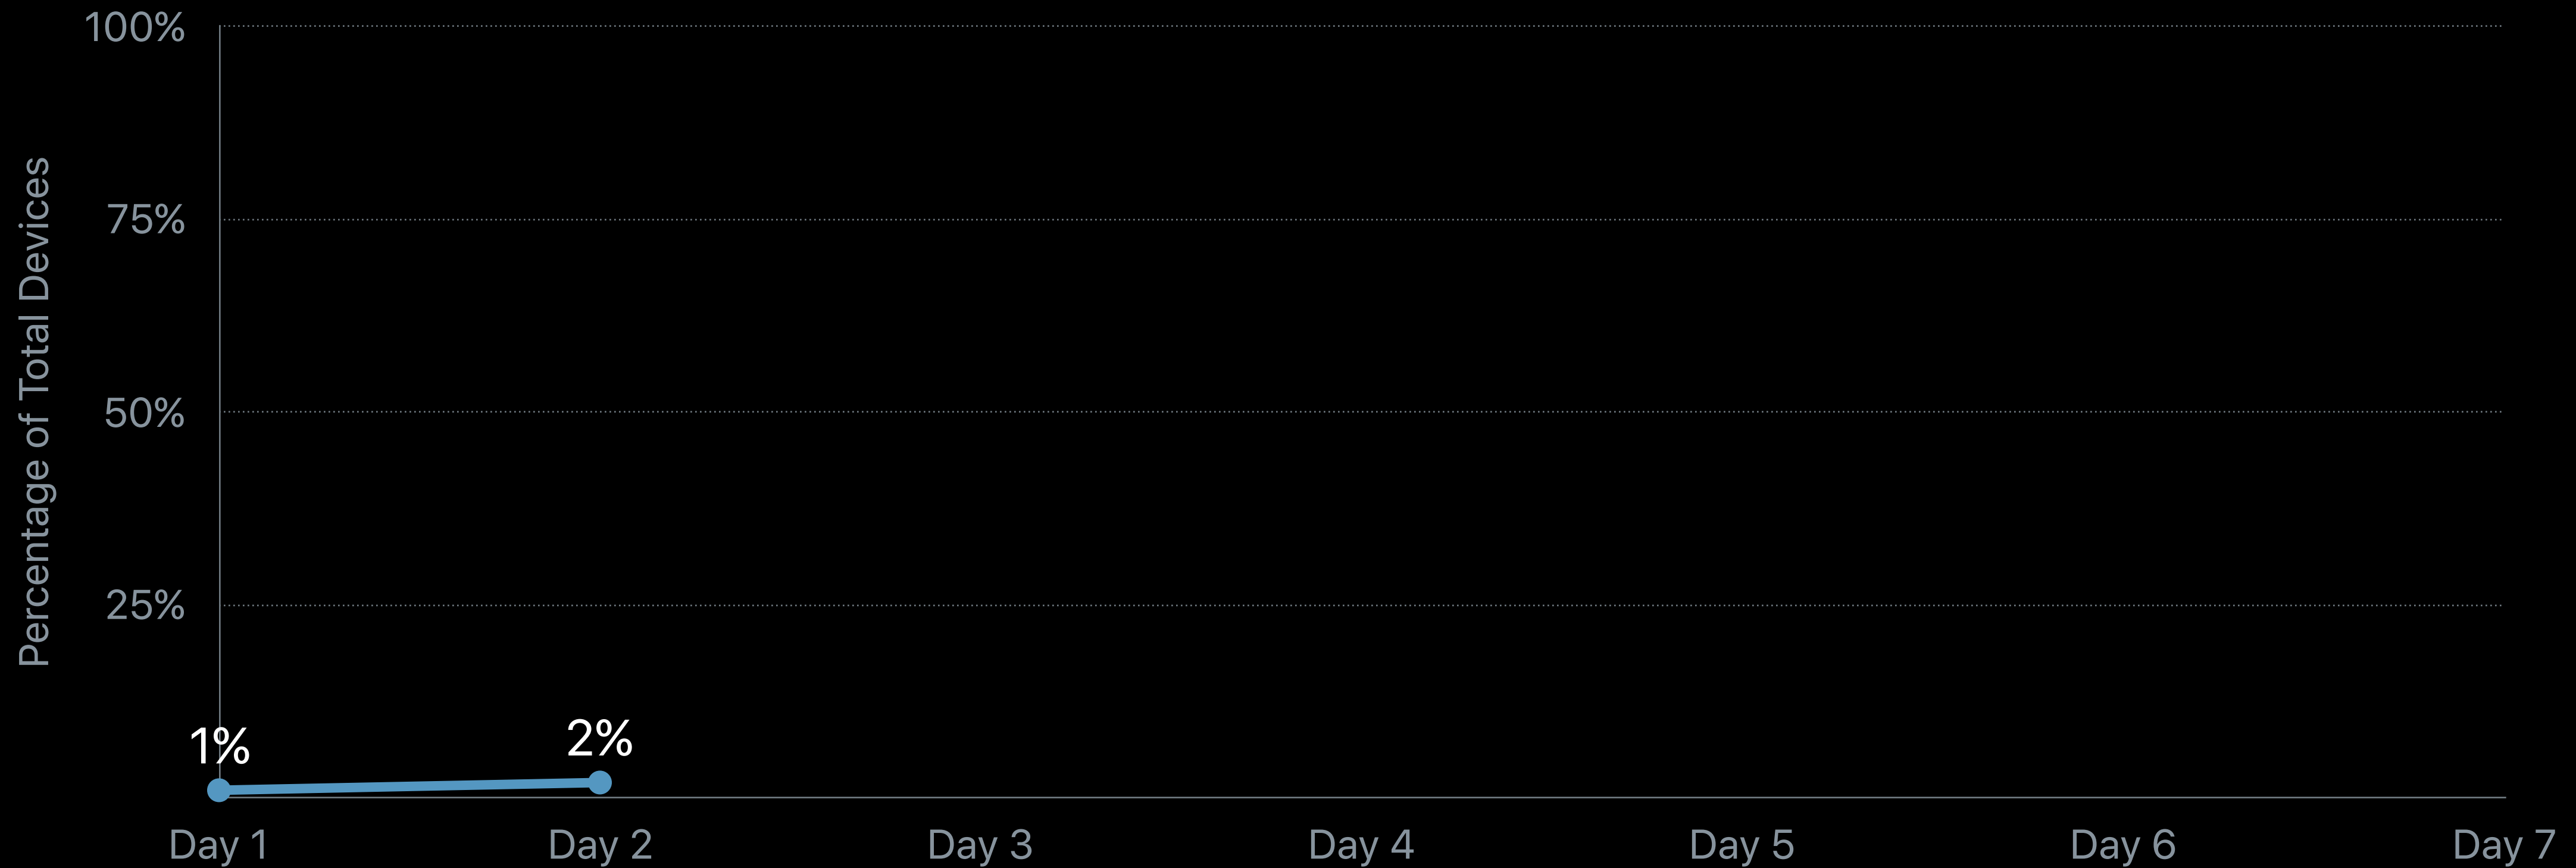 100%
75%
50%
25%
Percentage of Total Devices
1%
2%
Day 1
Day 2
Day 3
Day 4
Day 5
Day 6
Day 7